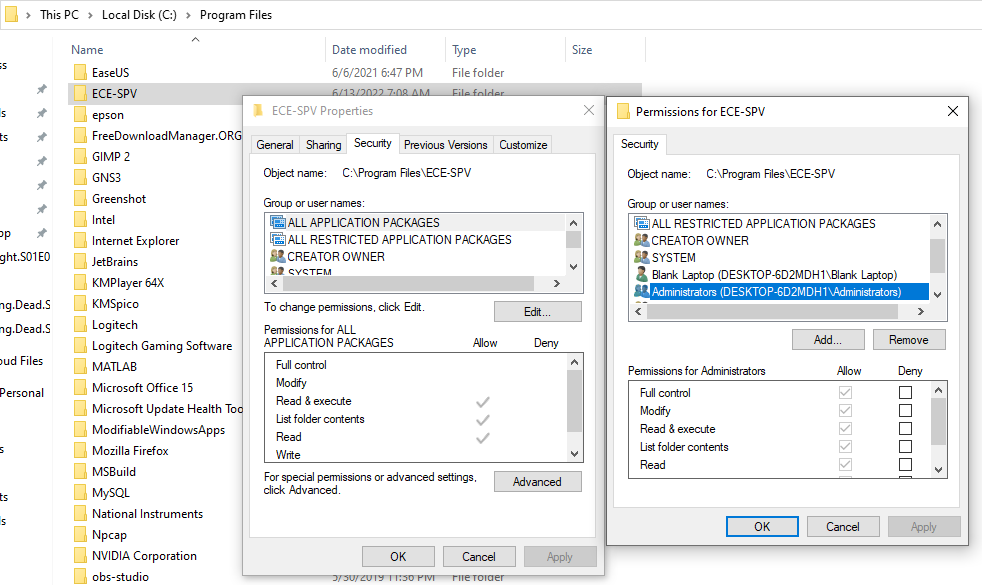 This PC > Local Disk (C:) > Program Files
ss
ls
ts
op
ght.S01E0
ng.Dead.S
ng.Dead.S
oud Files
Personal
s
ts
ls
Name
Date modified
Type
Size
EaseUS
6/6/2021 6:47 PM
File folder
ECE-SPV
6/13/2022 7:08 AM
File folder
epson
FreeDownloadManager.ORG
GIMP 2
GNS3
Greenshot
Intel
Internet Explorer
JetBrains
KMPlayer 64X
KMSpico
Logitech
Logitech Gaming Software
MATLAB
Microsoft Office 15
Microsoft Update Health Too
ModifiableWindowsApps
Mozilla Firefox
MSBuild
MySQL
National Instruments
Npcap
NVIDIA Corporation
obs-studio
5/30/2019 11:36 PM
File folder
ECE-SPV Properties
General
Sharing
Security
Previous Versions
Customize
Object name: C:\Program Files\ECE-SPV
Group or user names:
ALL APPLICATION PACKAGES
ALL RESTRICTED APPLICATION PACKAGES
CREATOR OWNER
SYSTEM
To change permissions, click Edit.
Edit...
Permissions for ALL
APPLICATION PACKAGES
Allow
Deny
Full control
Modify
Read & execute
List folder contents
Read
Write
For special permissions or advanced settings,
click Advanced.
Advanced
OK
Cancel
Apply
Permissions for ECE-SPV
Security
Object name: C:\Program Files\ECE-SPV
Group or user names:
ALL RESTRICTED APPLICATION PACKAGES
CREATOR OWNER
SYSTEM
Blank Laptop (DESKTOP-6D2MDH1\Blank Laptop)
Administrators (DESKTOP-6D2MDH1\Administrators)
Add...
Remove
Permissions for Administrators
Allow
Deny
Full control
Modify
Read & execute
List folder contents
Read
OK
Cancel
Apply